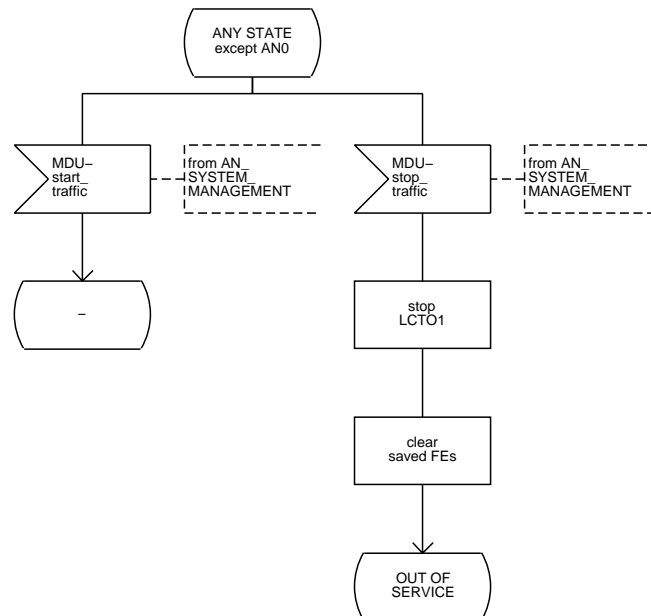 ANY STATE
except AN0
MDU–
start_
traffic
from AN_
SYSTEM_
MANAGEMENT
MDU–
stop_
traffic
from AN_
SYSTEM_
MANAGEMENT
–
stop
LCTO1
clear
saved FEs
OUT OF
SERVICE